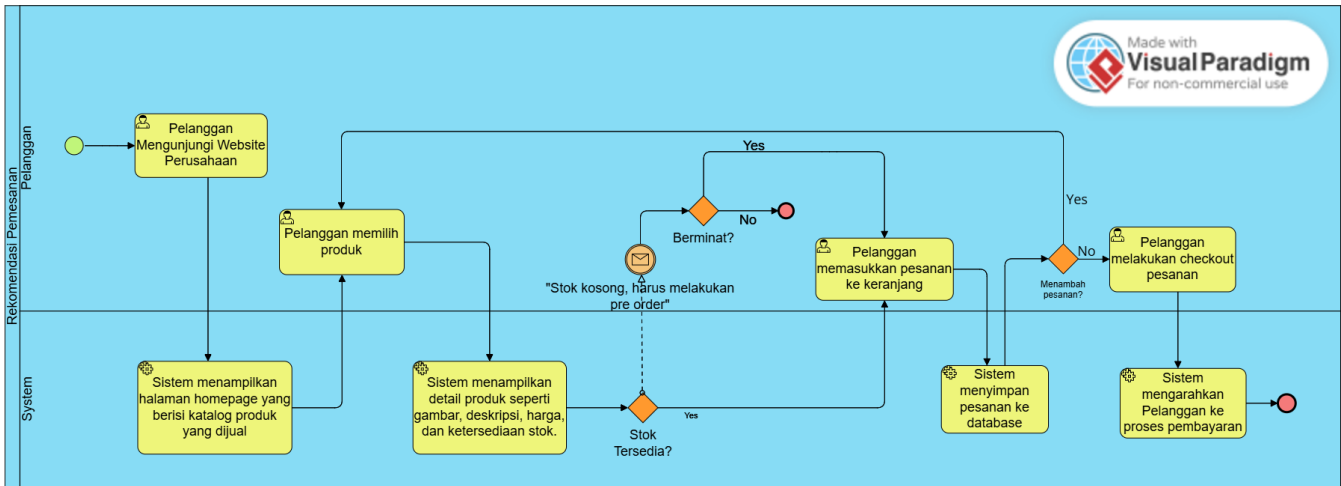 Made with
Visual Paradigm
For non-commercial use
Rekomendasi Pemesanan
Pelanggan
System
Pelanggan
Mengunjungi Website
Perusahaan
Sistem menampilkan
halaman homepage yang
berisi katalog produk
yang dijual
Pelanggan memilih
produk
Sistem menampilkan
detail produk seperti
gambar, deskripsi, harga,
dan ketersediaan stok.
Stok
Tersedia?
Yes
"Stok kosong, harus melakukan
pre order"
Berminat?
Yes
No
Pelanggan
memasukkan pesanan
ke keranjang
Sistem
menyimpan
pesanan ke
database
Menambah
pesanan?
Yes
No
Pelanggan
melakukan checkout
pesanan
Sistem
mengarahkan
Pelanggan ke
proses pembayaran